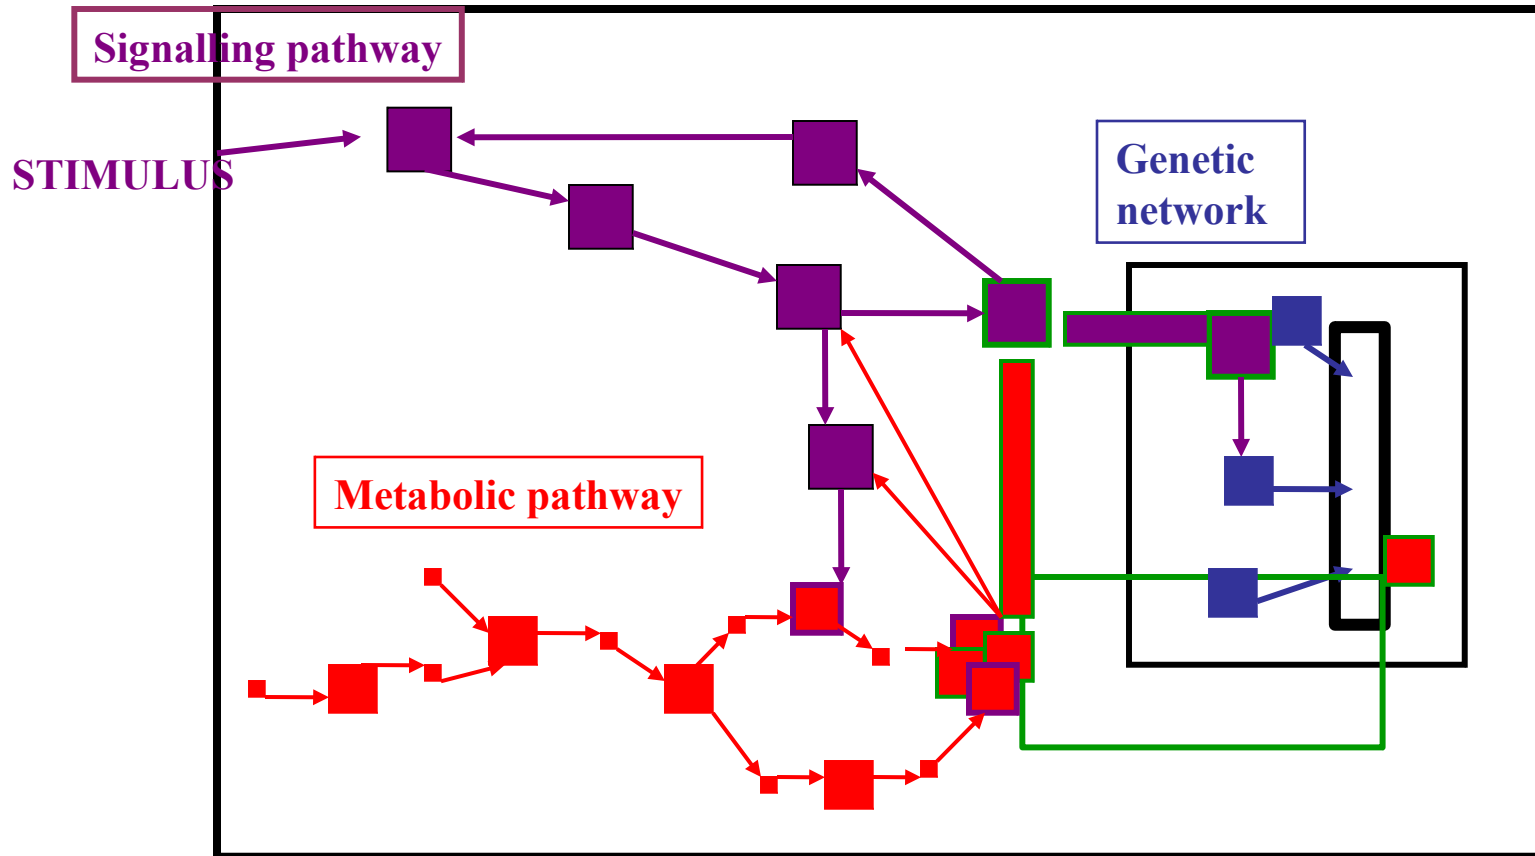 Signalling pathway
STIMULUS
Genetic
network
Metabolic pathway